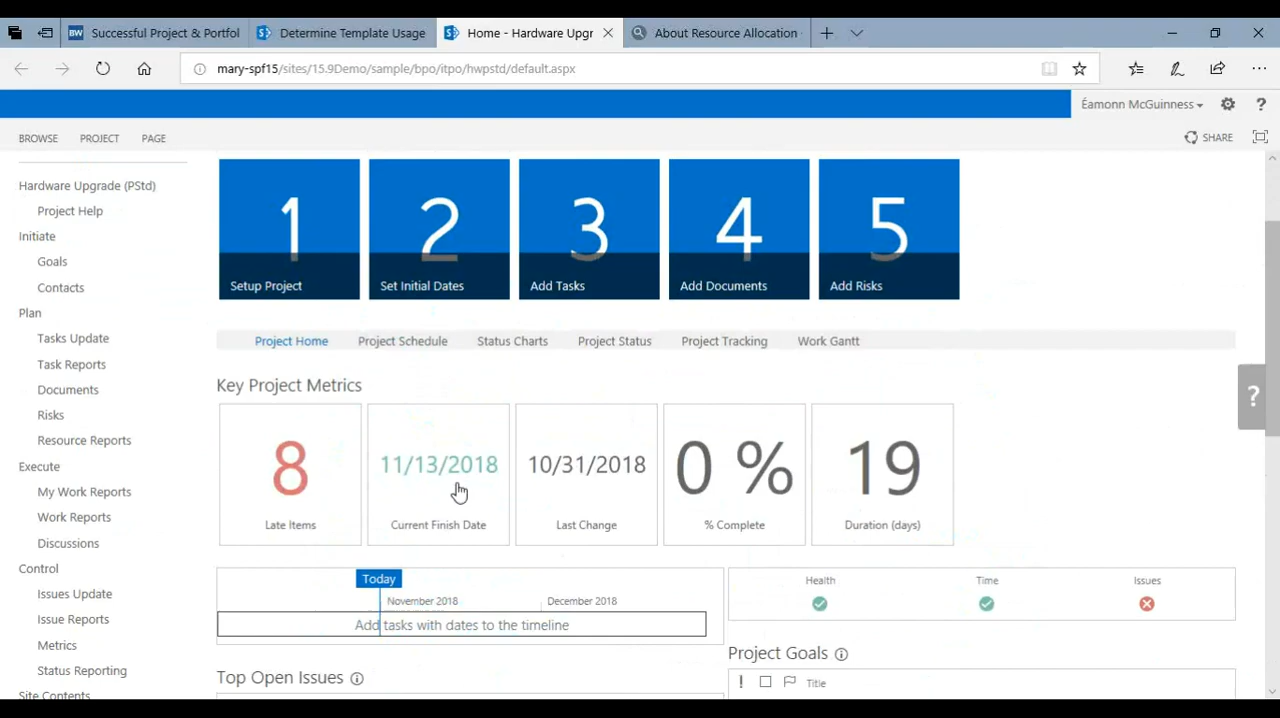 Successful Project & Portfol
Determine Template Usage
Home - Hardware Upgr
About Resource Allocation
mary-spf15/sites/15.9Demo/sample/bpo/itpo/hwpstd/default.aspx
Éamonn McGuinness
?
BROWSE PROJECT PAGE
SHARE
Hardware Upgrade (PStd)
Project Help
Initiate
Goals
Contacts
Plan
Tasks Update
Task Reports
Documents
Risks
Resource Reports
Execute
My Work Reports
Work Reports
Discussions
Control
Issues Update
Issue Reports
Metrics
Status Reporting
Site Contents
1 2 3 4 5
Setup Project Set Initial Dates Add Tasks Add Documents Add Risks
Project Home Project Schedule Status Charts Project Status Project Tracking Work Gantt
Key Project Metrics
?
8 11/13/2018 10/31/2018 0 % 19
Late Items Current Finish Date Last Change % Complete Duration (days)
Today
November 2018 December 2018
Add tasks with dates to the timeline
Health Time Issues
Top Open Issues
Project Goals
! Title